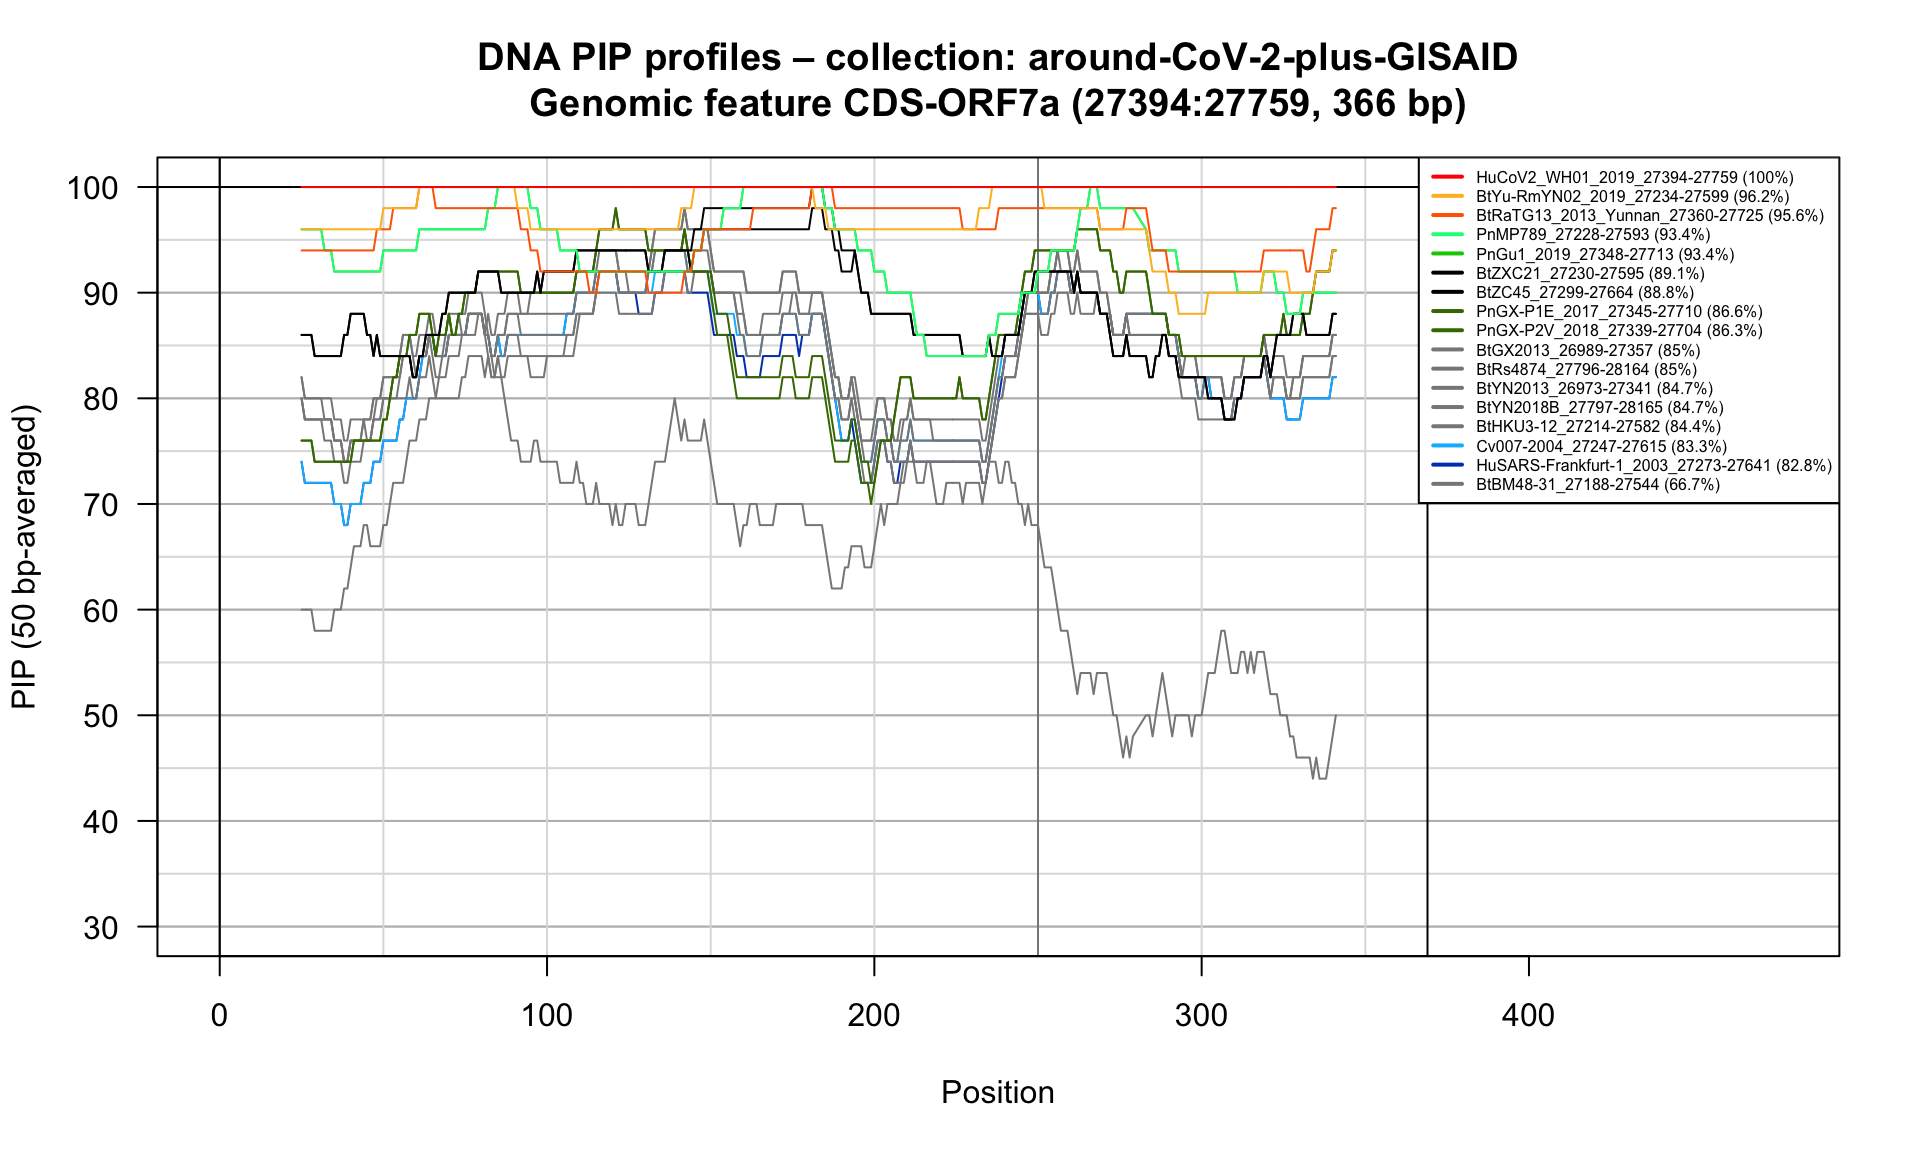 DNA PIP profiles – collection: around-CoV-2-plus-GISAID
Genomic feature CDS-ORF7a (27394:27759, 366 bp)
PIP (50 bp-averaged)
100
90
80
70
60
50
40
30
0
100
200
300
400
Position
HuCoV2_WH01_2019_27394-27759 (100%)
BtYu-RmYN02_2019_27234-27599 (96.2%)
BtRaTG13_2013_Yunnan_27360-27725 (95.6%)
PnMP789_27228-27593 (93.4%)
PnGu1_2019_27348-27713 (93.4%)
BtZXC21_27230-27595 (89.1%)
BtZC45_27299-27664 (88.8%)
PnGX-P1E_2017_27345-27710 (86.6%)
PnGX-P2V_2018_27339-27704 (86.3%)
BtGX2013_26989-27357 (85%)
BtRs4874_27796-28164 (85%)
BtYN2013_26973-27341 (84.7%)
BtYN2018B_27797-28165 (84.7%)
BtHKU3-12_27214-27582 (84.4%)
Cv007-2004_27247-27615 (83.3%)
HuSARS-Frankfurt-1_2003_27273-27641 (82.8%)
BtBM48-31_27188-27544 (66.7%)